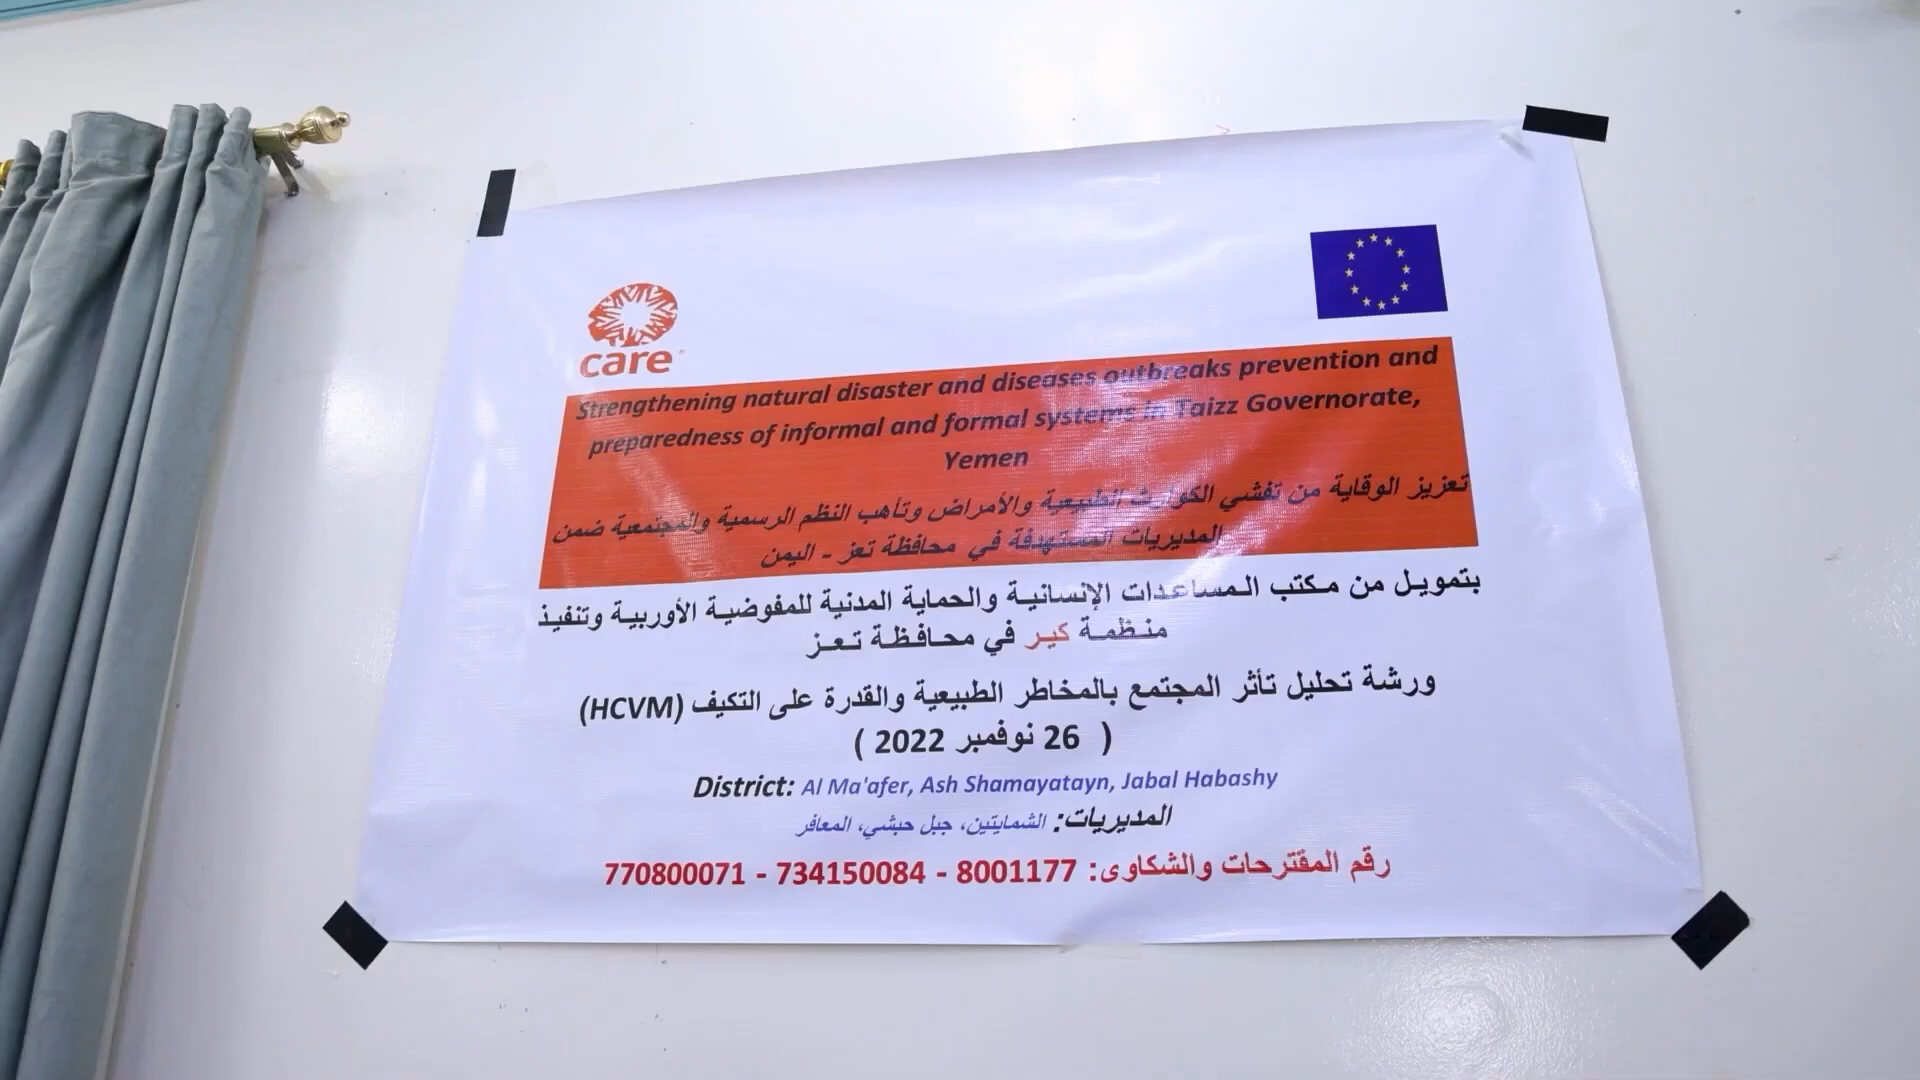 care
Strengthening natural disaster and diseases outbreaks prevention and
preparedness of informal and formal systems in Taizz Governorate,
Yemen
تعزيز الوقاية من تفشي الكوارث الطبيعية والأمراض وتأهب النظم الرسمية والمجتمعية ضمن
المديريات المستهدفة في محافظة تعز - اليمن
بتمويل من مكتب المساعدات الإنسانية والحماية المدنية للمفوضية الأوربية وتنفيذ
منظمة كير في محافظة تعز
ورشة تحليل تأثر المجتمع بالمخاطر الطبيعية والقدرة على التكيف (HCVM)
( 26 نوفمبر 2022 )
District: Al Ma'afer, Ash Shamayatayn, Jabal Habashy
المديريات: الشمايتين، جبل حبشي، المعافر
رقم المقترحات والشكاوى: 8001177 - 734150084 - 770800071